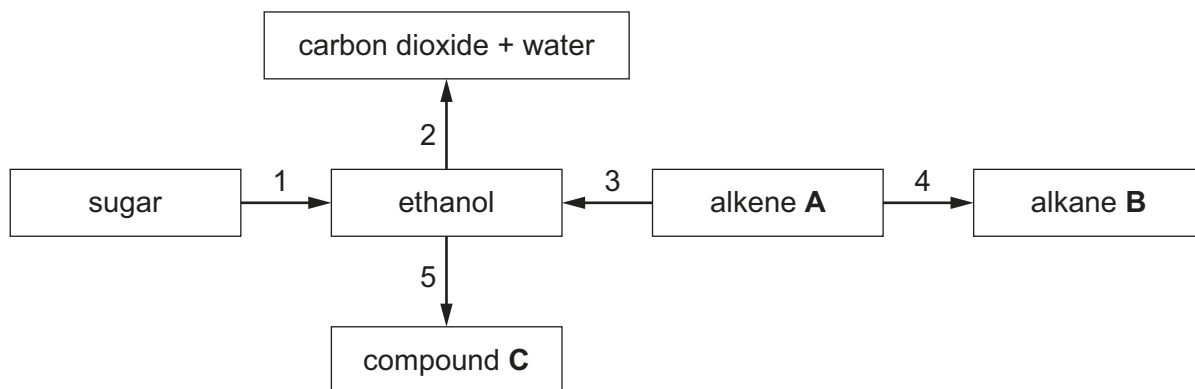 carbon dioxide + water
2
sugar
1
ethanol
3
alkene A
4
alkane B
5
compound C